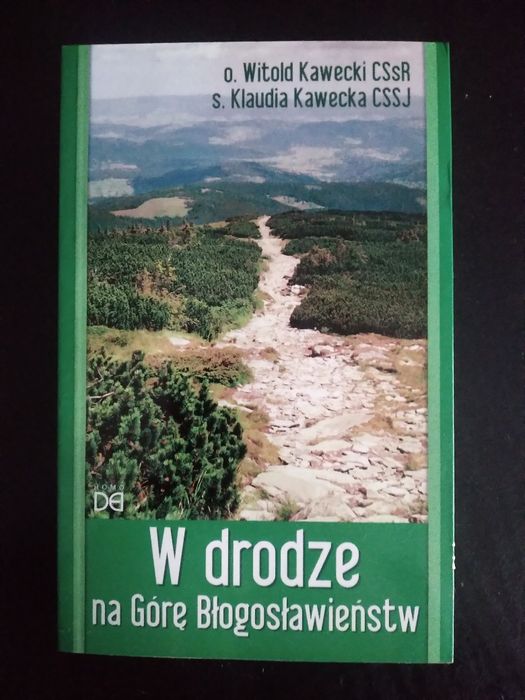 o. Witold Kawecki CSsR
s. Klaudia Kawecka CSSJ
HOMO
DEI
W drodze
na Górę Błogosławieństw